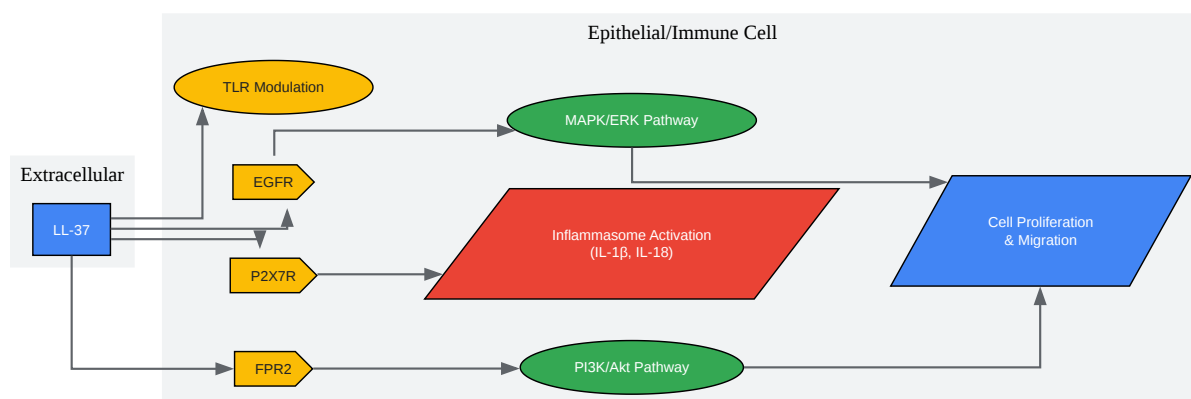 Epithelial/Immune Cell
TLR Modulation
MAPK/ERK Pathway
Extracellular
EGFR
LL-37
Inflammasome Activation
(IL-1β, IL-18)
Cell Proliferation
& Migration
P2X7R
FPR2
PI3K/Akt Pathway